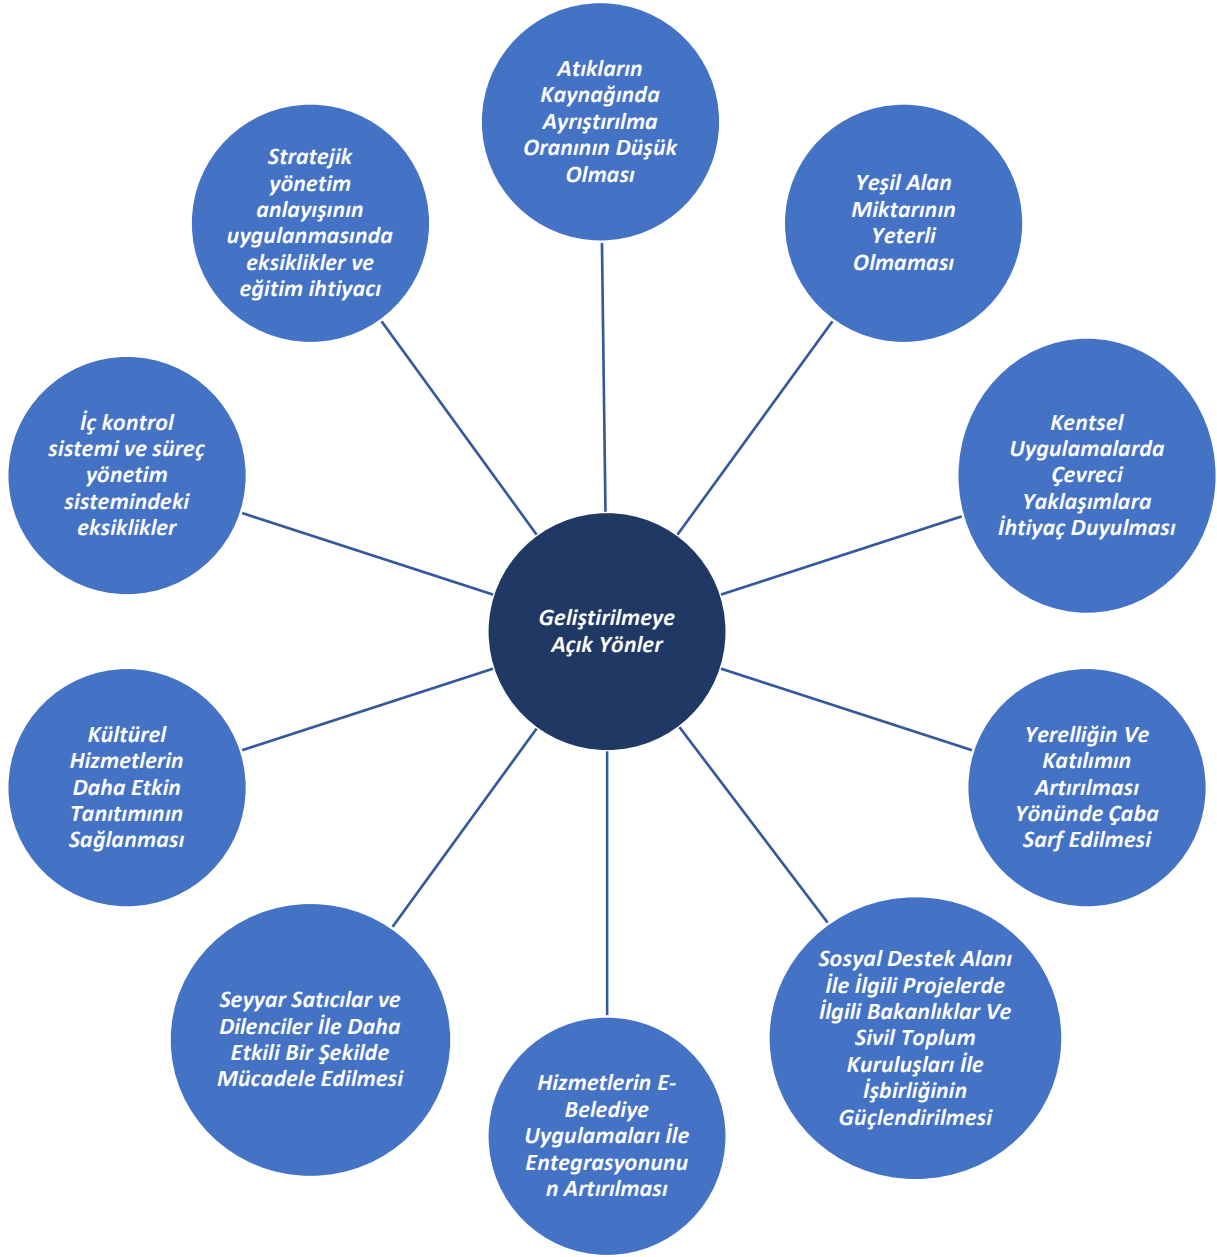 Atıkların
Kaynağında
Ayrıştırılma
Oranının Düşük
Olması
Yeşil Alan
Miktarının
Yeterli
Olmaması
Kentsel
Uygulamalarda
Çevreci
Yaklaşımlara
İhtiyaç Duyulması
Yerelliğin Ve
Katılımın
Artırılması
Yönünde Çaba
Sarf Edilmesi
Sosyal Destek Alanı
İle İlgili Projelerde
İlgili Bakanlıklar Ve
Sivil Toplum
Kuruluşları İle
İşbirliğinin
Güçlendirilmesi
Hizmetlerin E-
Belediye
Uygulamaları İle
Entegrasyonunu
n Artırılması
Seyyar Satıcılar ve
Dilenciler İle Daha
Etkili Bir Şekilde
Mücadele Edilmesi
Kültürel
Hizmetlerin
Daha Etkin
Tanıtımının
Sağlanması
İç kontrol
sistemi ve süreç
yönetim
sistemindeki
eksiklikler
Stratejik
yönetim
anlayışının
uygulanmasında
eksiklikler ve
eğitim ihtiyacı
Geliştirilmeye
Açık Yönler